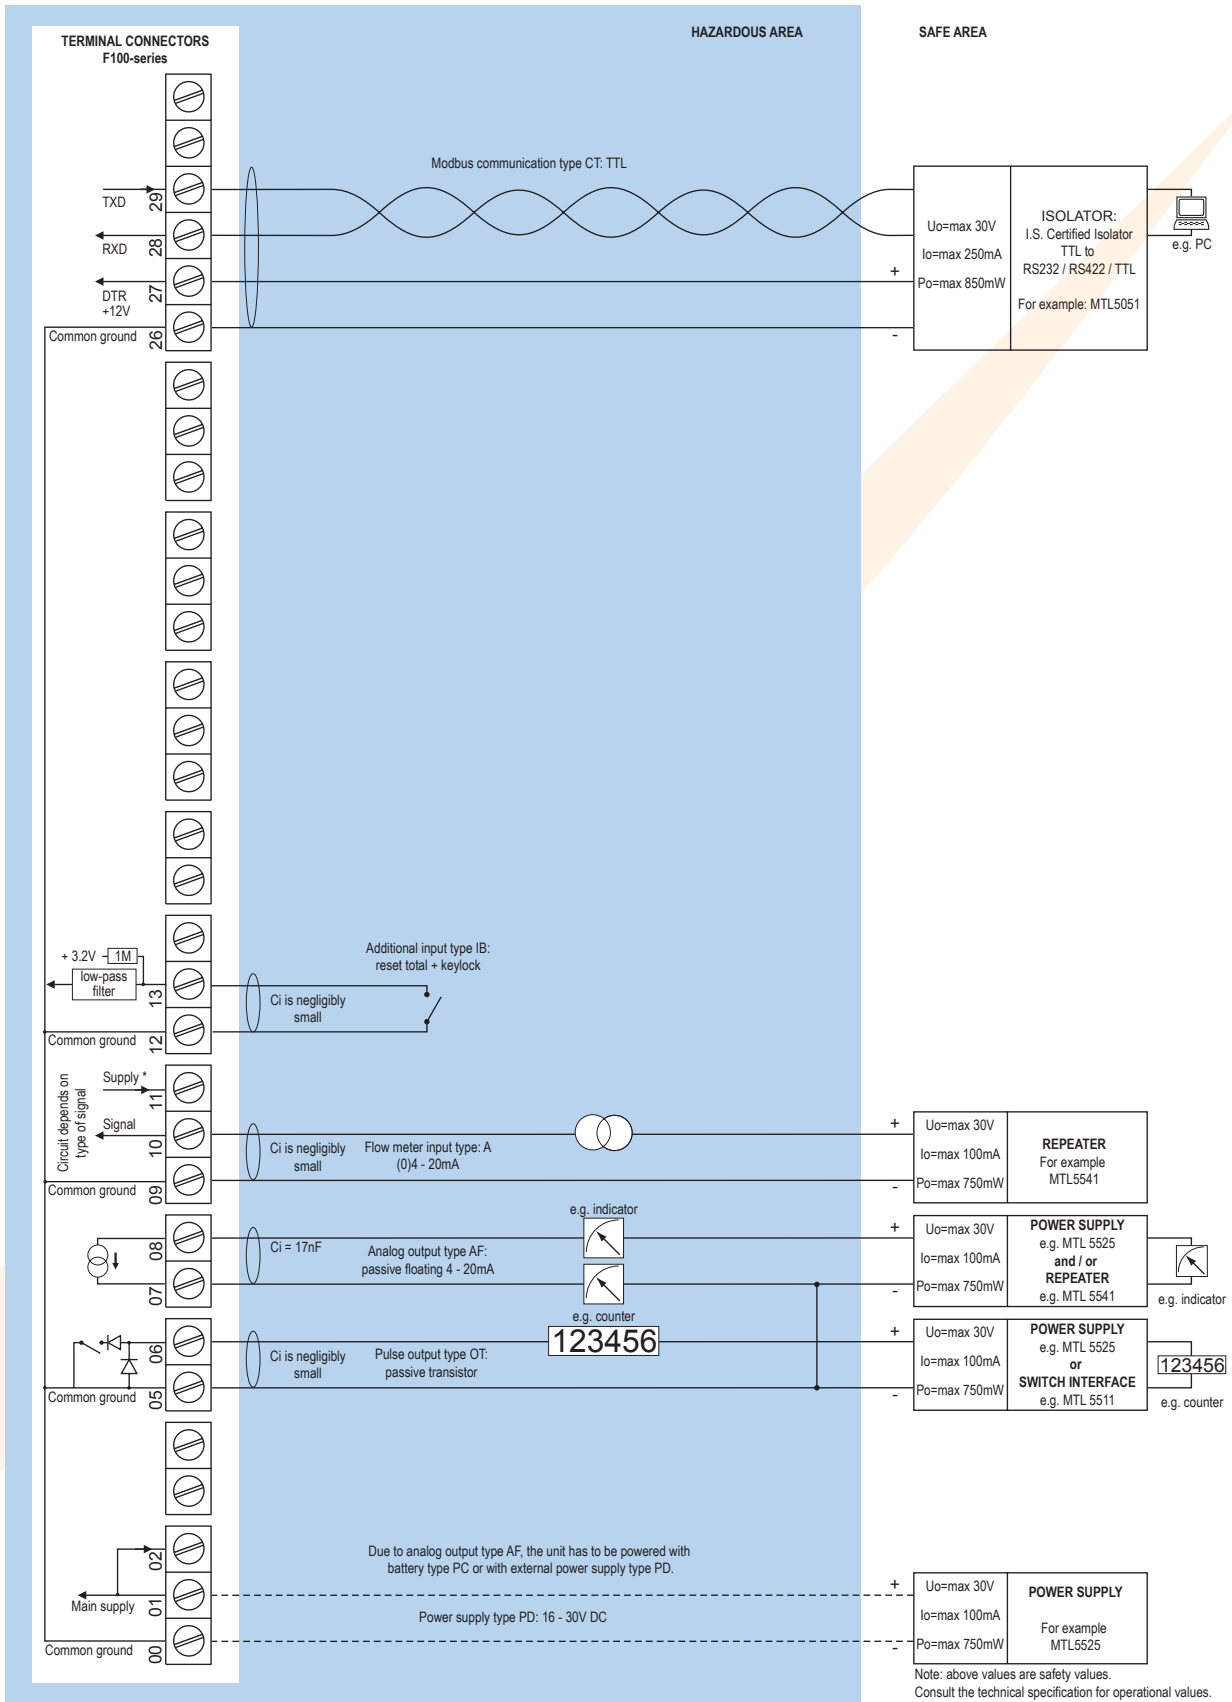 HAZARDOUS AREA
SAFE AREA
TERMINAL CONNECTORS
F100-series
Modbus communication type CT: TTL
29
TXD
28
RXD
27
DTR
+12V
+
26
Common ground
-
Uo=max 30V
Io=max 250mA
Po=max 850mW
ISOLATOR:
I.S. Certified Isolator
TTL to
RS232 / RS422 / TTL
For example: MTL5051
e.g. PC
+ 3.2V
1M
low-pass
filter
13
Ci is negligibly
small
Additional input type IB:
reset total + keylock
12
Common ground
Circuit depends on
type of signal
Supply *
11
Signal
10
Ci is negligibly
small
Flow meter input type: A
(0)4 - 20mA
09
Common ground
+
-
Uo=max 30V
Io=max 100mA
Po=max 750mW
REPEATER
For example
MTL5541
08
07
Ci = 17nF
Analog output type AF:
passive floating 4 - 20mA
e.g. indicator
e.g. counter
+
-
Uo=max 30V
Io=max 100mA
Po=max 750mW
POWER SUPPLY
e.g. MTL 5525
and / or
REPEATER
e.g. MTL 5541
e.g. indicator
06
05
Common ground
Ci is negligibly
small
Pulse output type OT:
passive transistor
123456
+
-
Uo=max 30V
Io=max 100mA
Po=max 750mW
POWER SUPPLY
e.g. MTL 5525
or
SWITCH INTERFACE
e.g. MTL 5511
123456
e.g. counter
02
01
Main supply
00
Common ground
Due to analog output type AF, the unit has to be powered with
battery type PC or with external power supply type PD.
Power supply type PD: 16 - 30V DC
+
-
Uo=max 30V
Io=max 100mA
Po=max 750mW
POWER SUPPLY
For example
MTL5525
Note: above values are safety values.
Consult the technical specification for operational values.